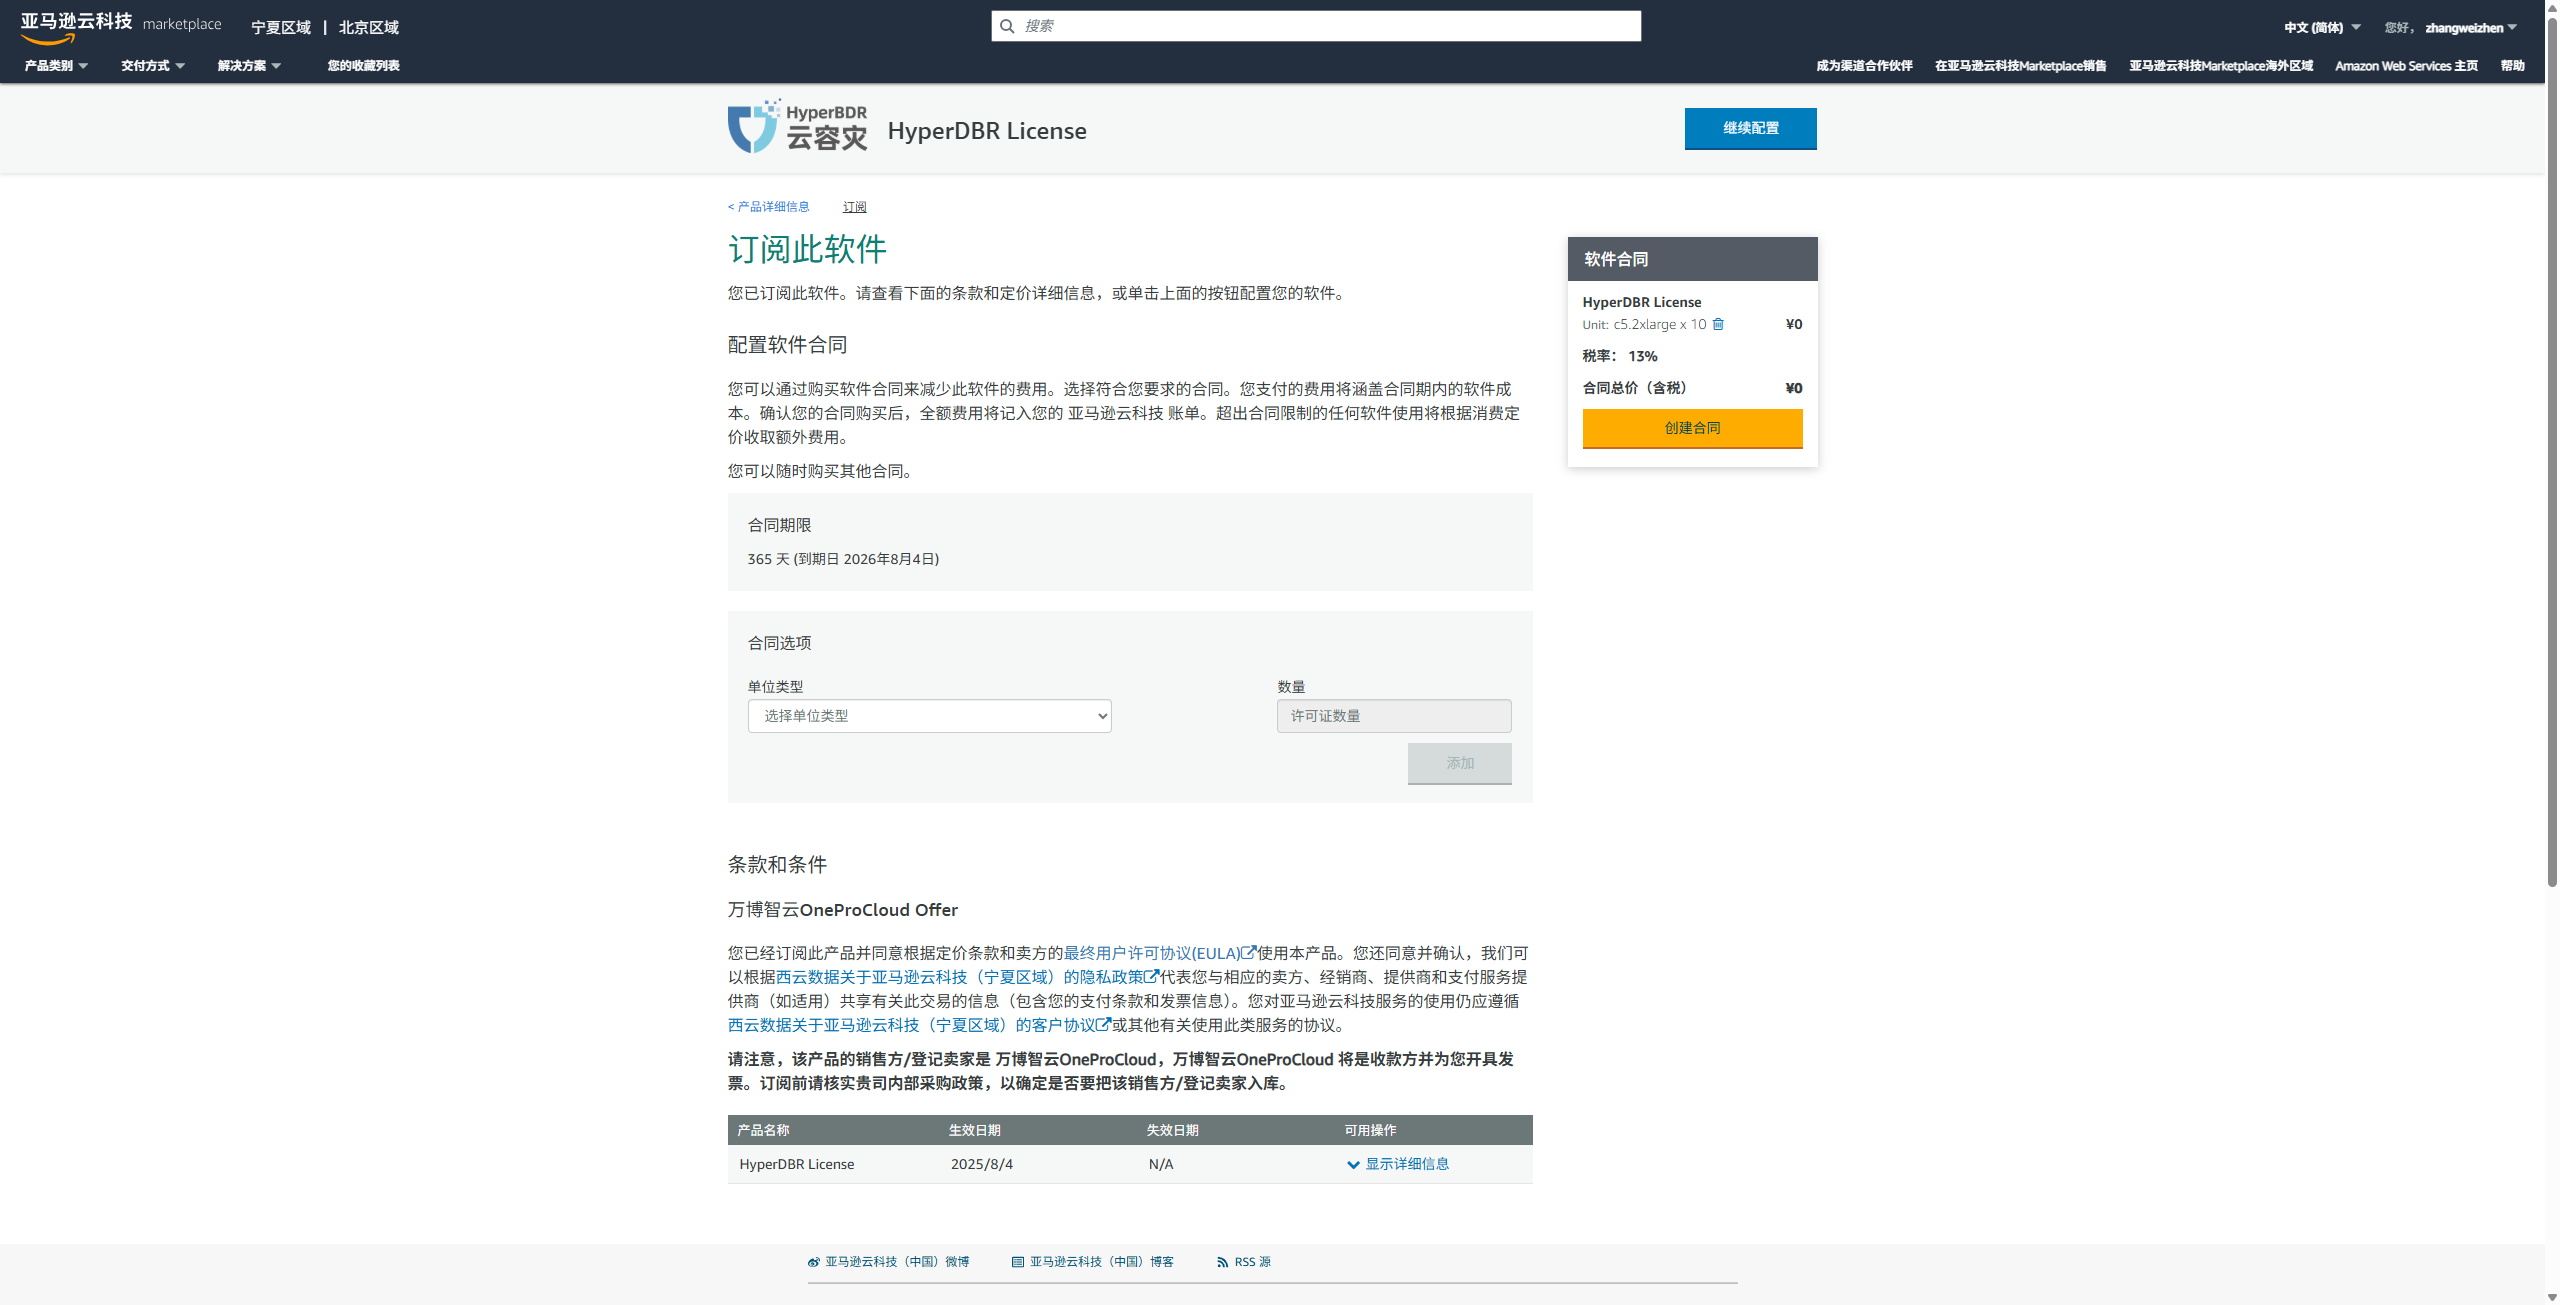 亚马逊云科技 marketplace 宁夏区域 | 北京区域 搜索 中文 (简体) 您好， zhangweizhen
产品类别 交付方式 解决方案 您的收藏列表 成为渠道合作伙伴 在亚马逊云科技Marketplace销售 亚马逊云科技Marketplace海外区域 Amazon Web Services 主页 帮助
HyperBDR
云容灾
HyperDBR License
继续配置
< 产品详细信息 订阅
订阅此软件
您已订阅此软件。请查看下面的条款和定价详细信息，或单击上面的按钮配置您的软件。
配置软件合同
您可以通过购买软件合同来减少此软件的费用。选择符合您要求的合同。您支付的费用将涵盖合同期内的软件成
本。确认您的合同购买后，全额费用将记入您的 亚马逊云科技 账单。超出合同限制的任何软件使用将根据消费定
价收取额外费用。
您可以随时购买其他合同。
合同期限
365 天 (到期日 2026年8月4日)
合同选项
单位类型 数量
选择单位类型 许可证数量
添加
软件合同
HyperDBR License
Unit: c5.2xlarge x 10 ¥0
税率： 13%
合同总价（含税） ¥0
创建合同
条款和条件
万博智云OneProCloud Offer
您已经订阅此产品并同意根据定价条款和卖方的最终用户许可协议(EULA)使用本产品。您还同意并确认，我们可
以根据西云数据关于亚马逊云科技（宁夏区域）的隐私政策代表您与相应的卖方、经销商、提供商和支付服务提
供商（如适用）共享有关此交易的信息（包含您的支付条款和发票信息）。您对亚马逊云科技服务的使用仍应遵循
西云数据关于亚马逊云科技（宁夏区域）的客户协议或其他有关使用此类服务的协议。
请注意，该产品的销售方/登记卖家是 万博智云OneProCloud，万博智云OneProCloud 将是收款方并为您开具发
票。订阅前请核实贵司内部采购政策，以确定是否要把该销售方/登记卖家入库。
产品名称 生效日期 失效日期 可用操作
HyperDBR License 2025/8/4 N/A 显示详细信息
亚马逊云科技（中国）微博 亚马逊云科技（中国）博客 RSS 源